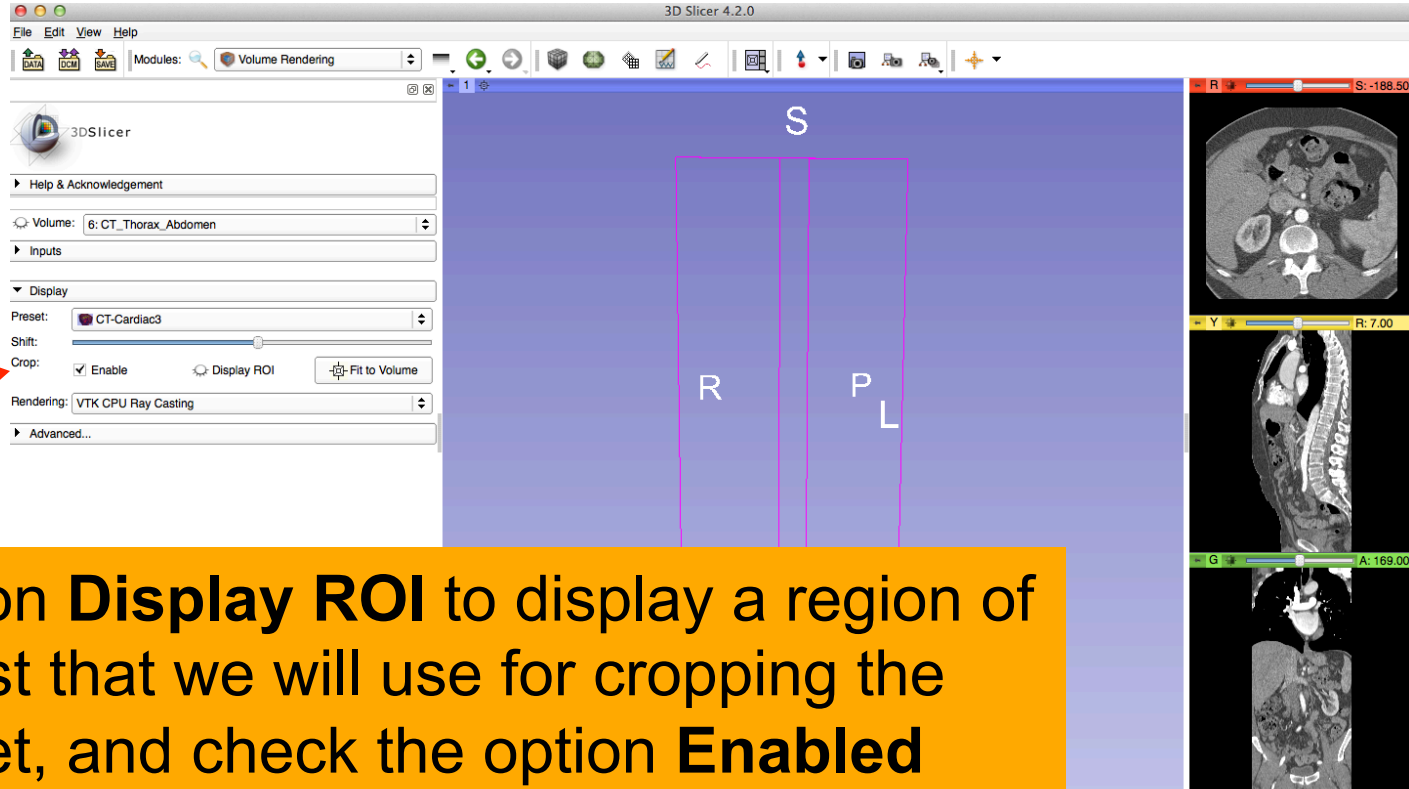 3D Slicer 4.2.0
File Edit View Help
DATA DCM SAVE Modules: Volume Rendering
1
R S: -188.50
3DSlicer
S
Help & Acknowledgement
Volume: 6: CT_Thorax_Abdomen
Inputs
Display
Preset: CT-Cardiac3
Y R: 7.00
Shift:
Crop: Enable Display ROI Fit to Volume
R P
L
Rendering: VTK CPU Ray Casting
Advanced...
G A: 169.00
on Display ROI to display a region of
st that we will use for cropping the
et, and check the option Enabled